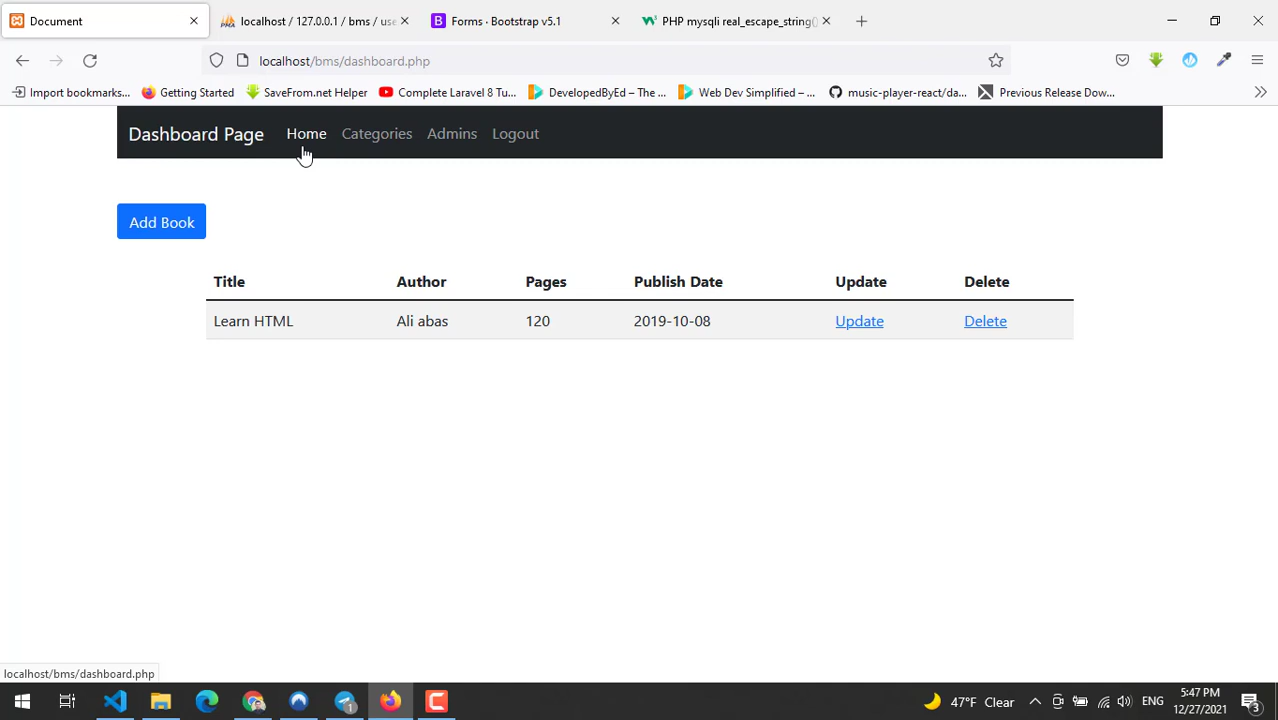 Document
localhost / 127.0.0.1 / bms / use
Forms · Bootstrap v5.1
PHP mysqli real_escape_string()
localhost/bms/dashboard.php
Import bookmarks...
Getting Started
SaveFrom.net Helper
Complete Laravel 8 Tu...
DevelopedByEd – The ...
Web Dev Simplified – ...
music-player-react/da...
Previous Release Dow...
Dashboard Page
Home
Categories
Admins
Logout
Add Book
Title Author Pages Publish Date Update Delete
Learn HTML Ali abas 120 2019-10-08 Update Delete
localhost/bms/dashboard.php
47°F Clear
ENG
5:47 PM
12/27/2021
1
3